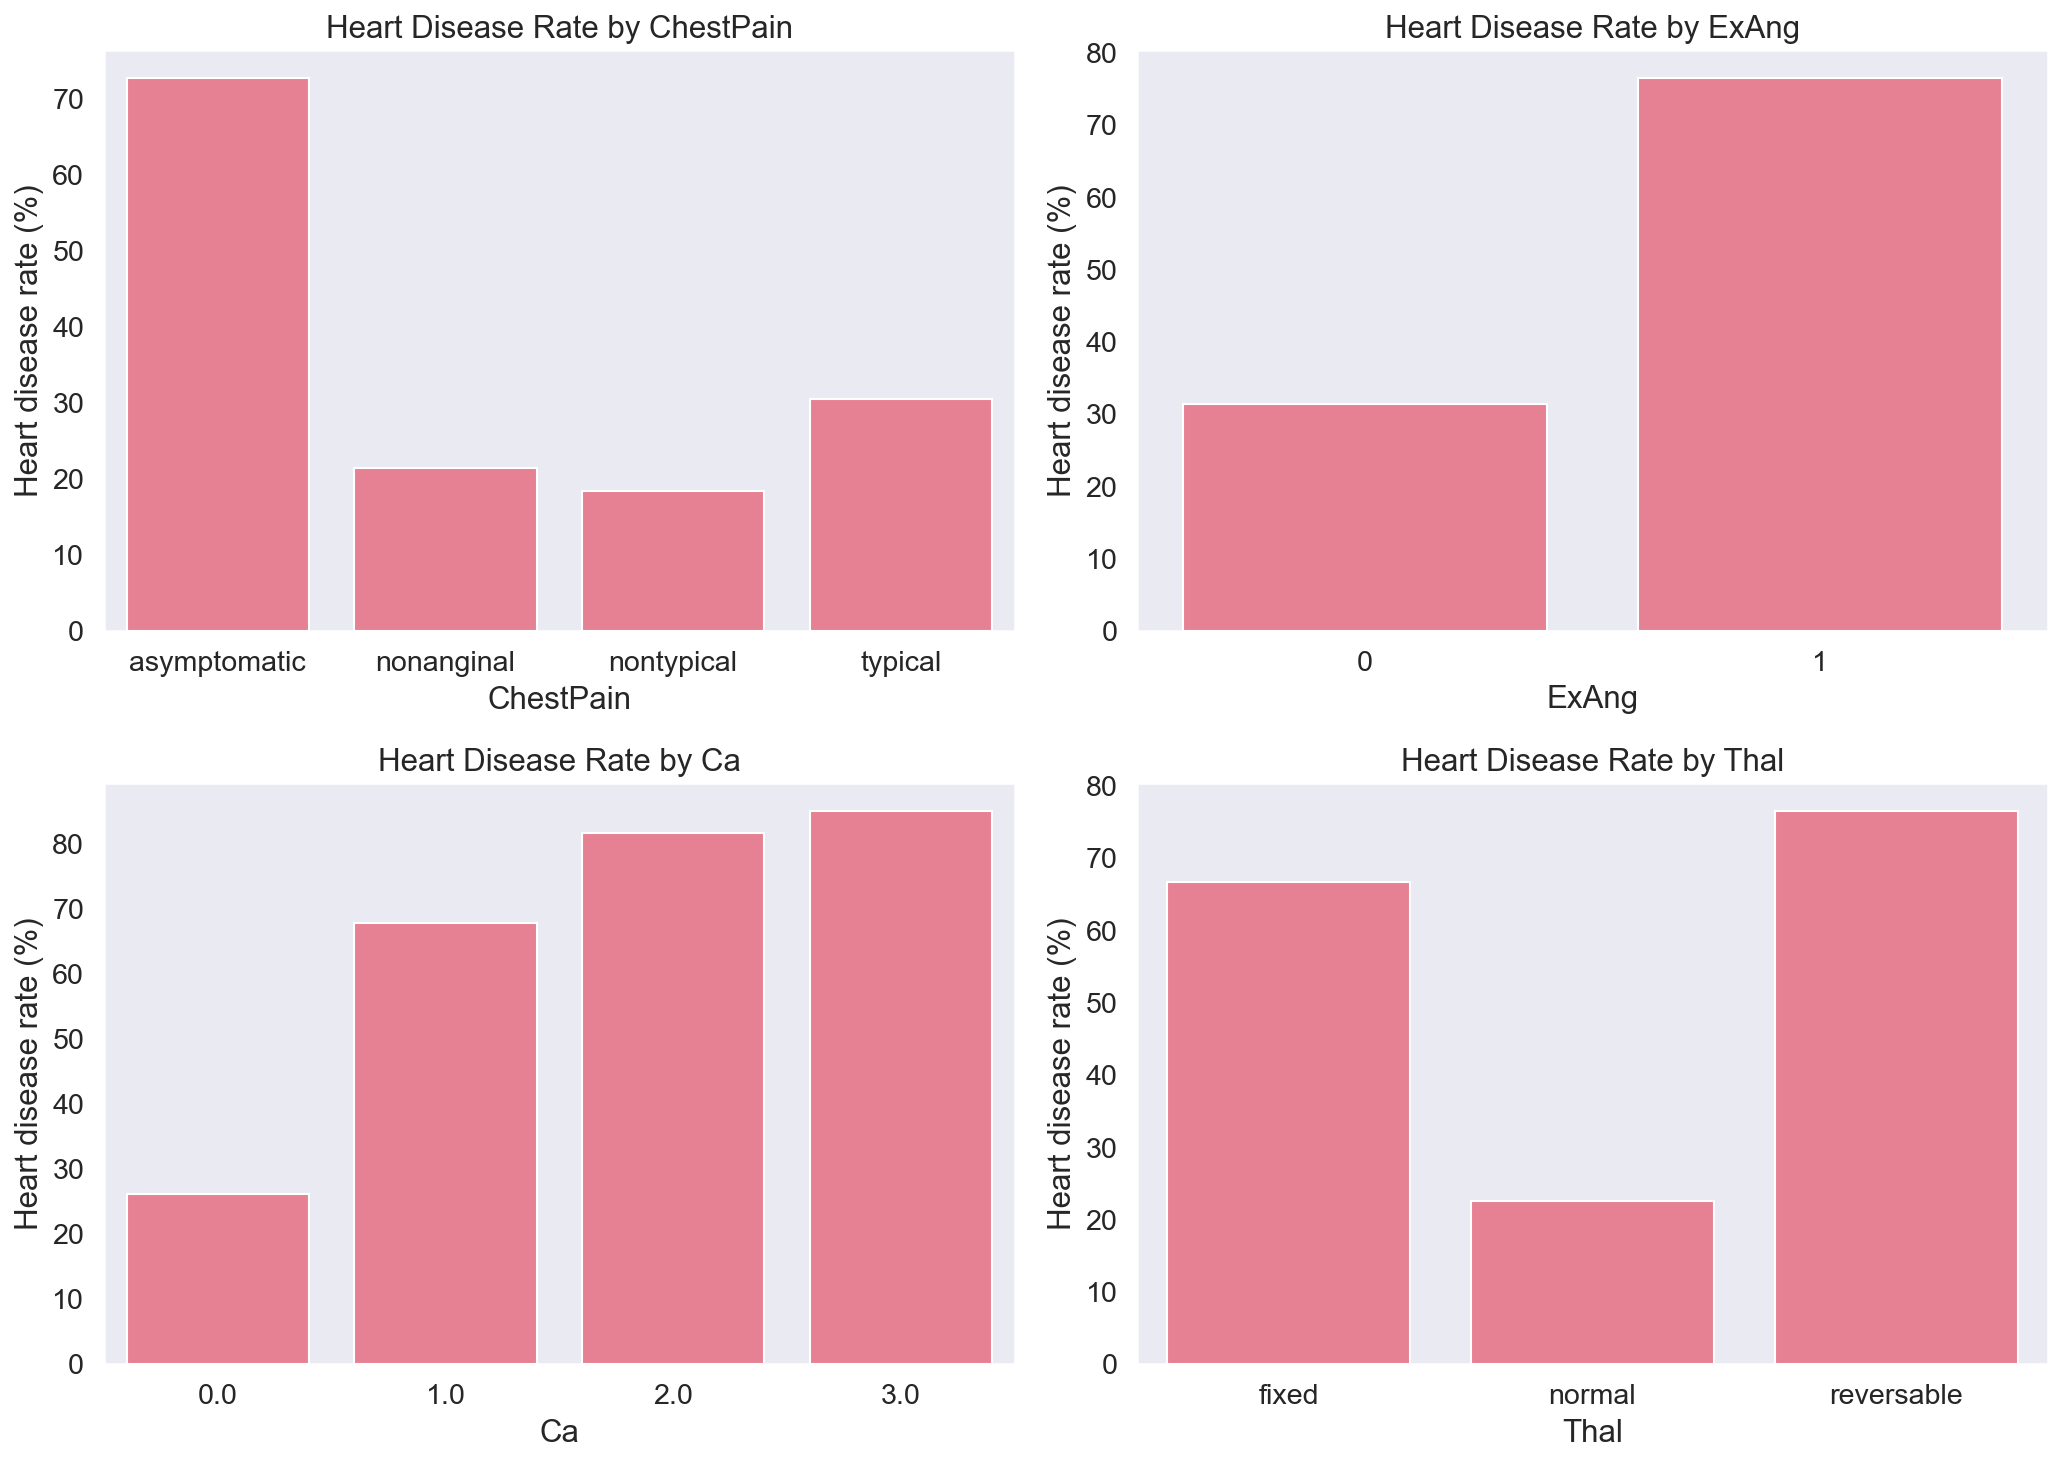 Heart Disease Rate by ChestPain
Heart disease rate (%)
70
60
50
40
30
20
10
0
asymptomatic nonanginal nontypical typical
ChestPain
Heart Disease Rate by ExAng
Heart disease rate (%)
80
70
60
50
40
30
20
10
0
0 1
ExAng
Heart Disease Rate by Ca
Heart disease rate (%)
80
70
60
50
40
30
20
10
0
0.0 1.0 2.0 3.0
Ca
Heart Disease Rate by Thal
Heart disease rate (%)
80
70
60
50
40
30
20
10
0
fixed normal reversable
Thal